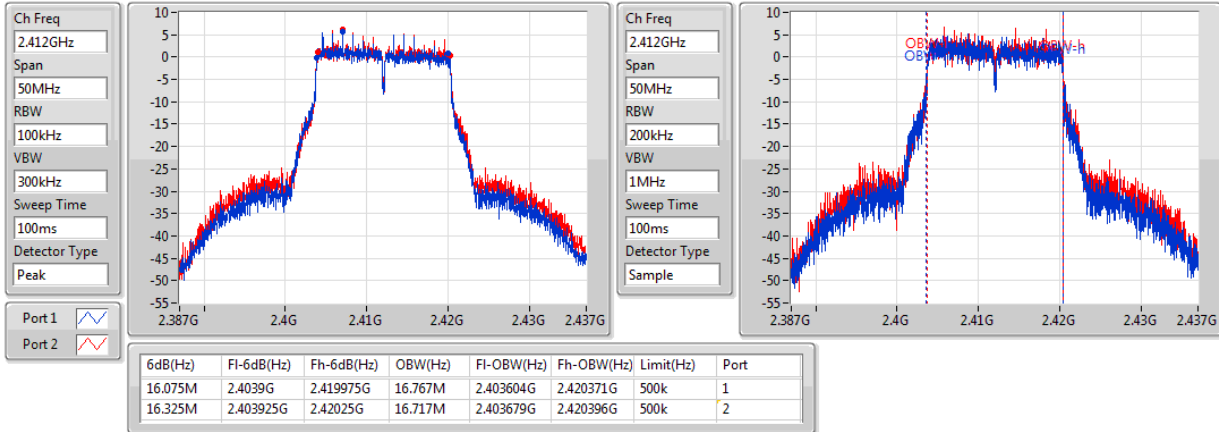 Ch Freq
2.412GHz
Span
50MHz
RBW
100kHz
VBW
300kHz
Sweep Time
100ms
Detector Type
Peak
Port 1
Port 2
10
5
0
-5
-10
-15
-20
-25
-30
-35
-40
-45
-50
-55
2.387G 2.4G 2.41G 2.42G 2.43G 2.437G
Ch Freq
2.412GHz
Span
50MHz
RBW
200kHz
VBW
1MHz
Sweep Time
100ms
Detector Type
Sample
10
5
0
-5
-10
-15
-20
-25
-30
-35
-40
-45
-50
-55
2.387G 2.4G 2.41G 2.42G 2.43G 2.437G
6dB(Hz) Fl-6dB(Hz) Fh-6dB(Hz) OBW(Hz) Fl-OBW(Hz) Fh-OBW(Hz) Limit(Hz) Port
16.075M 2.4039G 2.419975G 16.767M 2.403604G 2.420371G 500k 1
16.325M 2.403925G 2.42025G 16.717M 2.403679G 2.420396G 500k 2